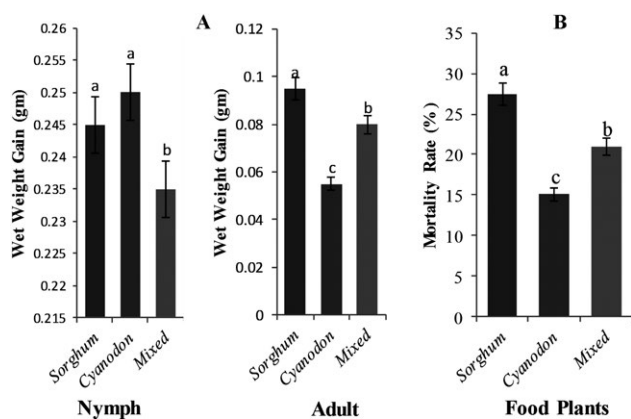 A
B
Wet Weight Gain (gm)
0.26
0.255
0.25
0.245
0.24
0.235
0.23
0.225
0.22
0.215
a
a
b
Sorghum
Cyanodon
Mixed
Nymph
Wet Weight Gain (gm)
0.12
0.1
0.08
0.06
0.04
0.02
0
a
c
b
Sorghum
Cyanodon
Mixed
Adult
Mortality Rate (%)
35
30
25
20
15
10
5
0
a
c
b
Sorghum
Cyanodon
Mixed
Food Plants